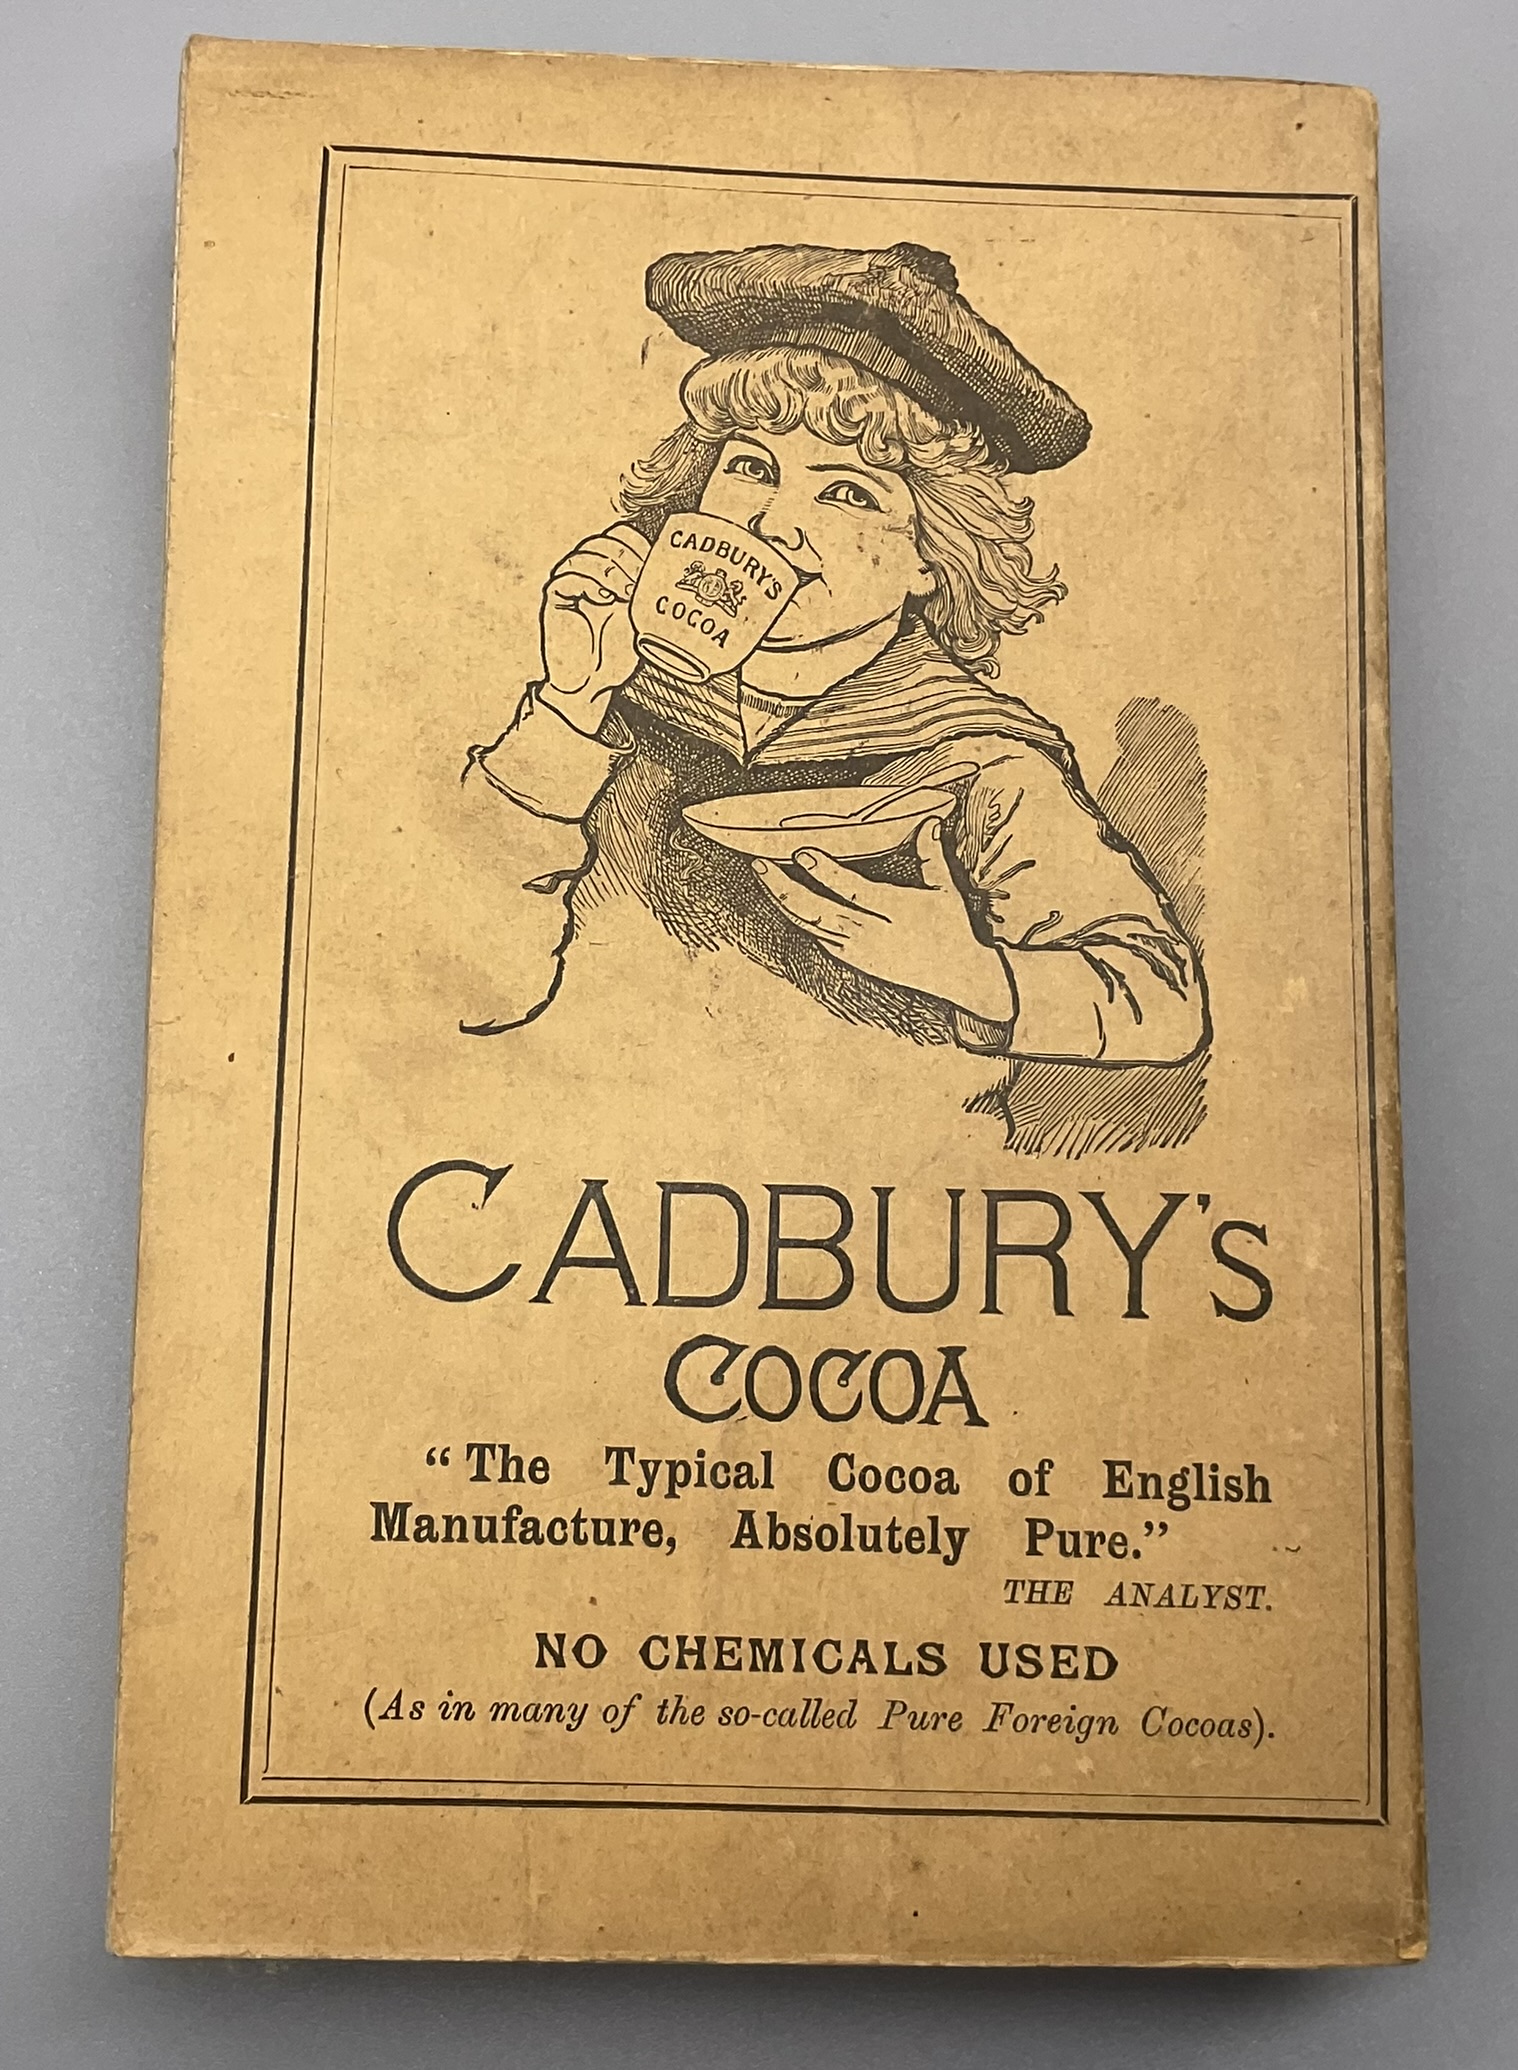 CADBURY'S
COCOA
CADBURY'S
COCOA
“The Typical Cocoa of English
Manufacture, Absolutely Pure.”
THE ANALYST.
NO CHEMICALS USED
(As in many of the so-called Pure Foreign Cocoas).